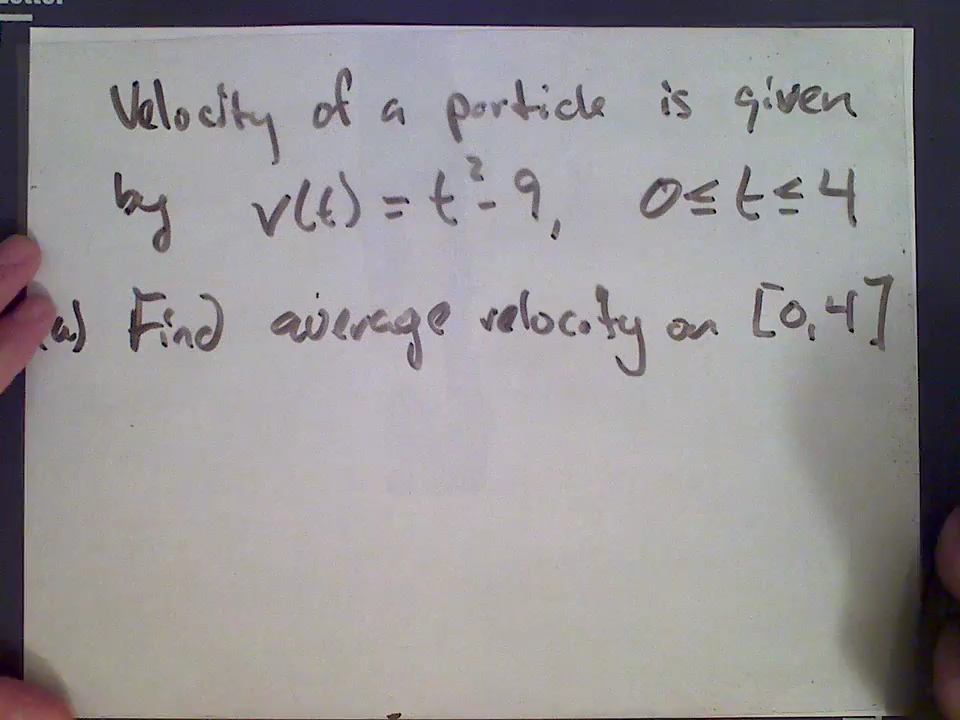 Velocity of a particle is given
by v(t) = t² - 9, 0 ≤ t ≤ 4
(a) Find average velocity on [0,4]